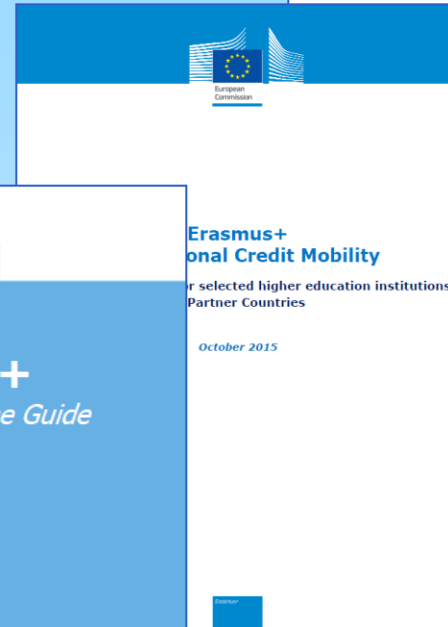 European
Commission
Erasmus+
onal Credit Mobility
r selected higher education institutions
Partner Countries
October 2015
+
e Guide
Erasmus+